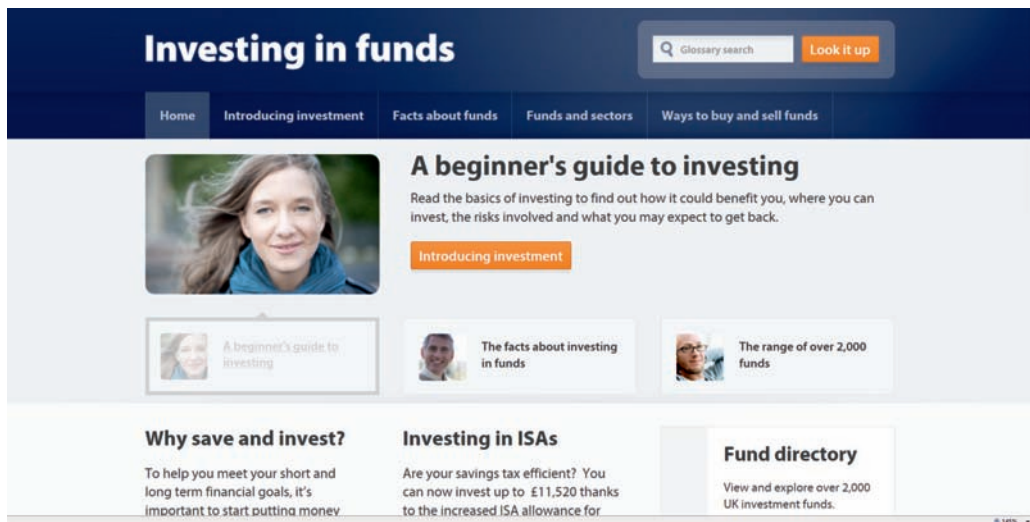 Investing in funds
Glossary search
Look it up
Home
Introducing investment
Facts about funds
Funds and sectors
Ways to buy and sell funds
A beginner's guide to investing
Read the basics of investing to find out how it could benefit you, where you can
invest, the risks involved and what you may expect to get back.
Introducing investment
A beginner's guide to
investing
The facts about investing
in funds
The range of over 2,000
funds
Why save and invest?
To help you meet your short and
long term financial goals, it's
important to start putting money
Investing in ISAs
Are your savings tax efficient? You
can now invest up to £11,520 thanks
to the increased ISA allowance for
Fund directory
View and explore over 2,000
UK investment funds.